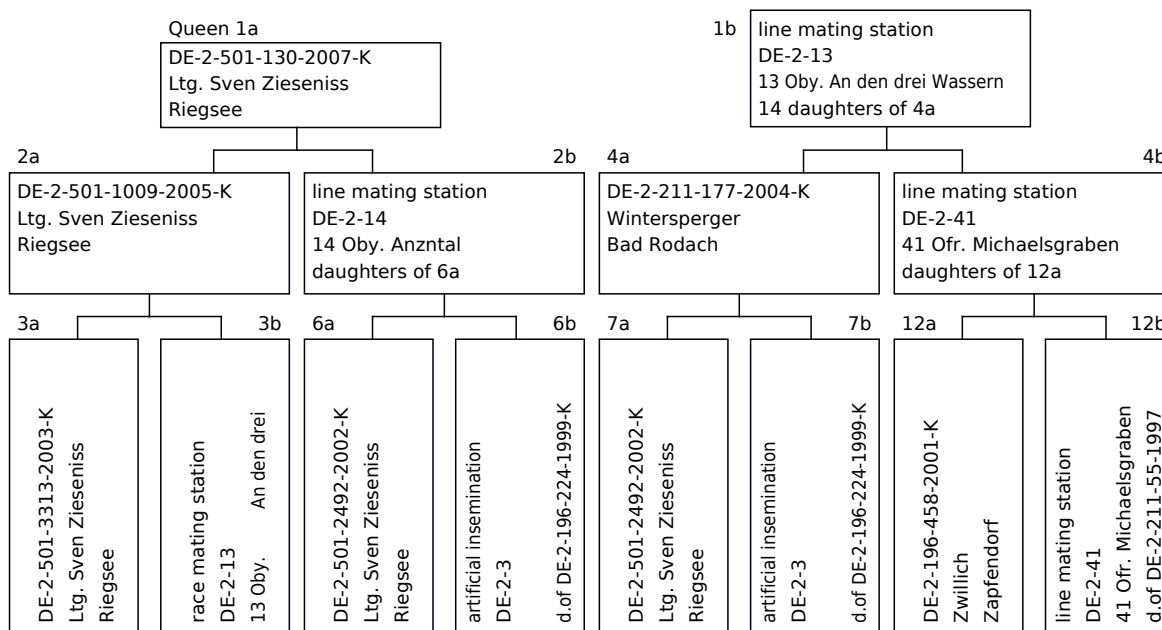 Queen 1a
DE-2-501-130-2007-K
Ltg. Sven Zieseniss
Riegsee
1b
line mating station
DE-2-13
13 Oby. An den drei Wassern
14 daughters of 4a
2a
DE-2-501-1009-2005-K
Ltg. Sven Zieseniss
Riegsee
2b
line mating station
DE-2-14
14 Oby. Anzntal
daughters of 6a
4a
DE-2-211-177-2004-K
Wintersperger
Bad Rodach
4b
line mating station
DE-2-41
41 Ofr. Michaelsgraben
daughters of 12a
3a
DE-2-501-3313-2003-K
Ltg. Sven Zieseniss
Riegsee
3b
race mating station
DE-2-13
13 Oby. An den drei
6a
DE-2-501-2492-2002-K
Ltg. Sven Zieseniss
Riegsee
6b
artificial insemination
DE-2-3
d.of DE-2-196-224-1999-K
7a
DE-2-501-2492-2002-K
Ltg. Sven Zieseniss
Riegsee
7b
artificial insemination
DE-2-3
d.of DE-2-196-224-1999-K
12a
DE-2-196-458-2001-K
Zwillich
Zapfendorf
12b
line mating station
DE-2-41
41 Ofr. Michaelsgraben
d.of DE-2-211-55-1997